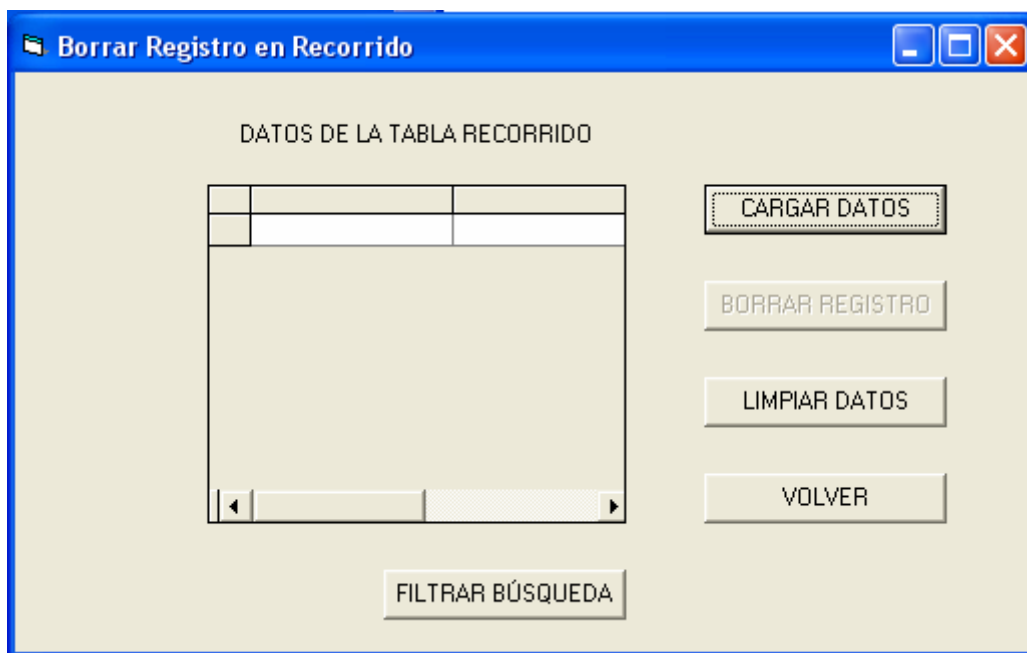 Borrar Registro en Recorrido
DATOS DE LA TABLA RECORRIDO
CARGAR DATOS
BORRAR REGISTRO
LIMPIAR DATOS
VOLVER
FILTRAR BÚSQUEDA